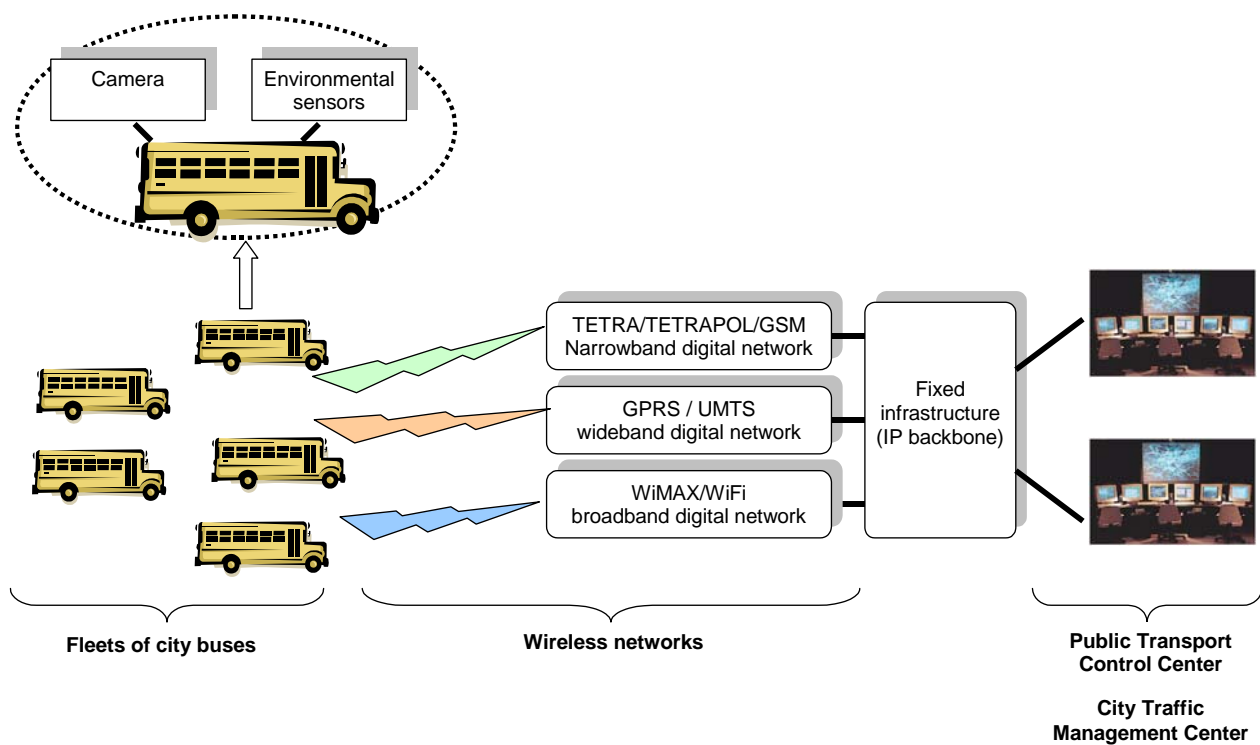 Camera
Environmental
sensors
TETRA/TETRAPOL/GSM
Narrowband digital network
GPRS / UMTS
wideband digital network
WiMAX/WiFi
broadband digital network
Fixed
infrastructure
(IP backbone)
Fleets of city buses
Wireless networks
Public Transport
Control Center
City Traffic
Management Center